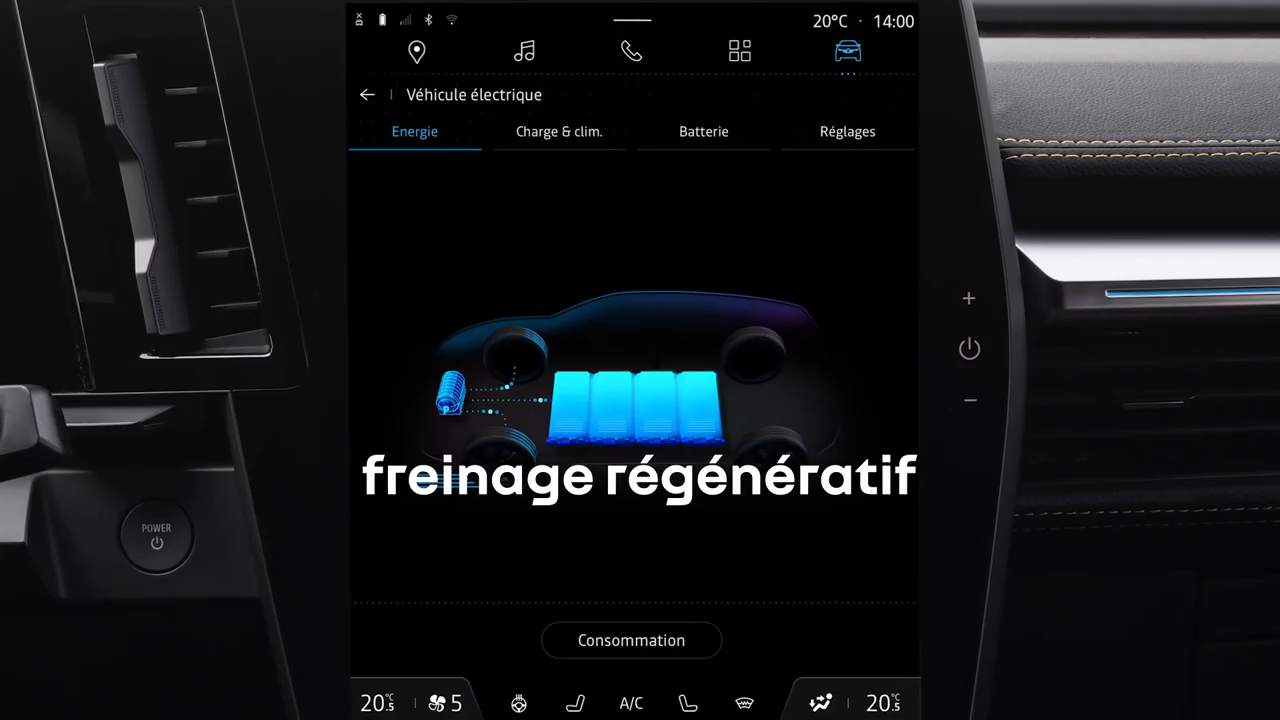 20°C · 14:00
Véhicule électrique
Energie
Charge & clim.
Batterie
Réglages
freinage régénératif
POWER
Consommation
20°C.5
5
A/C
20°C.5